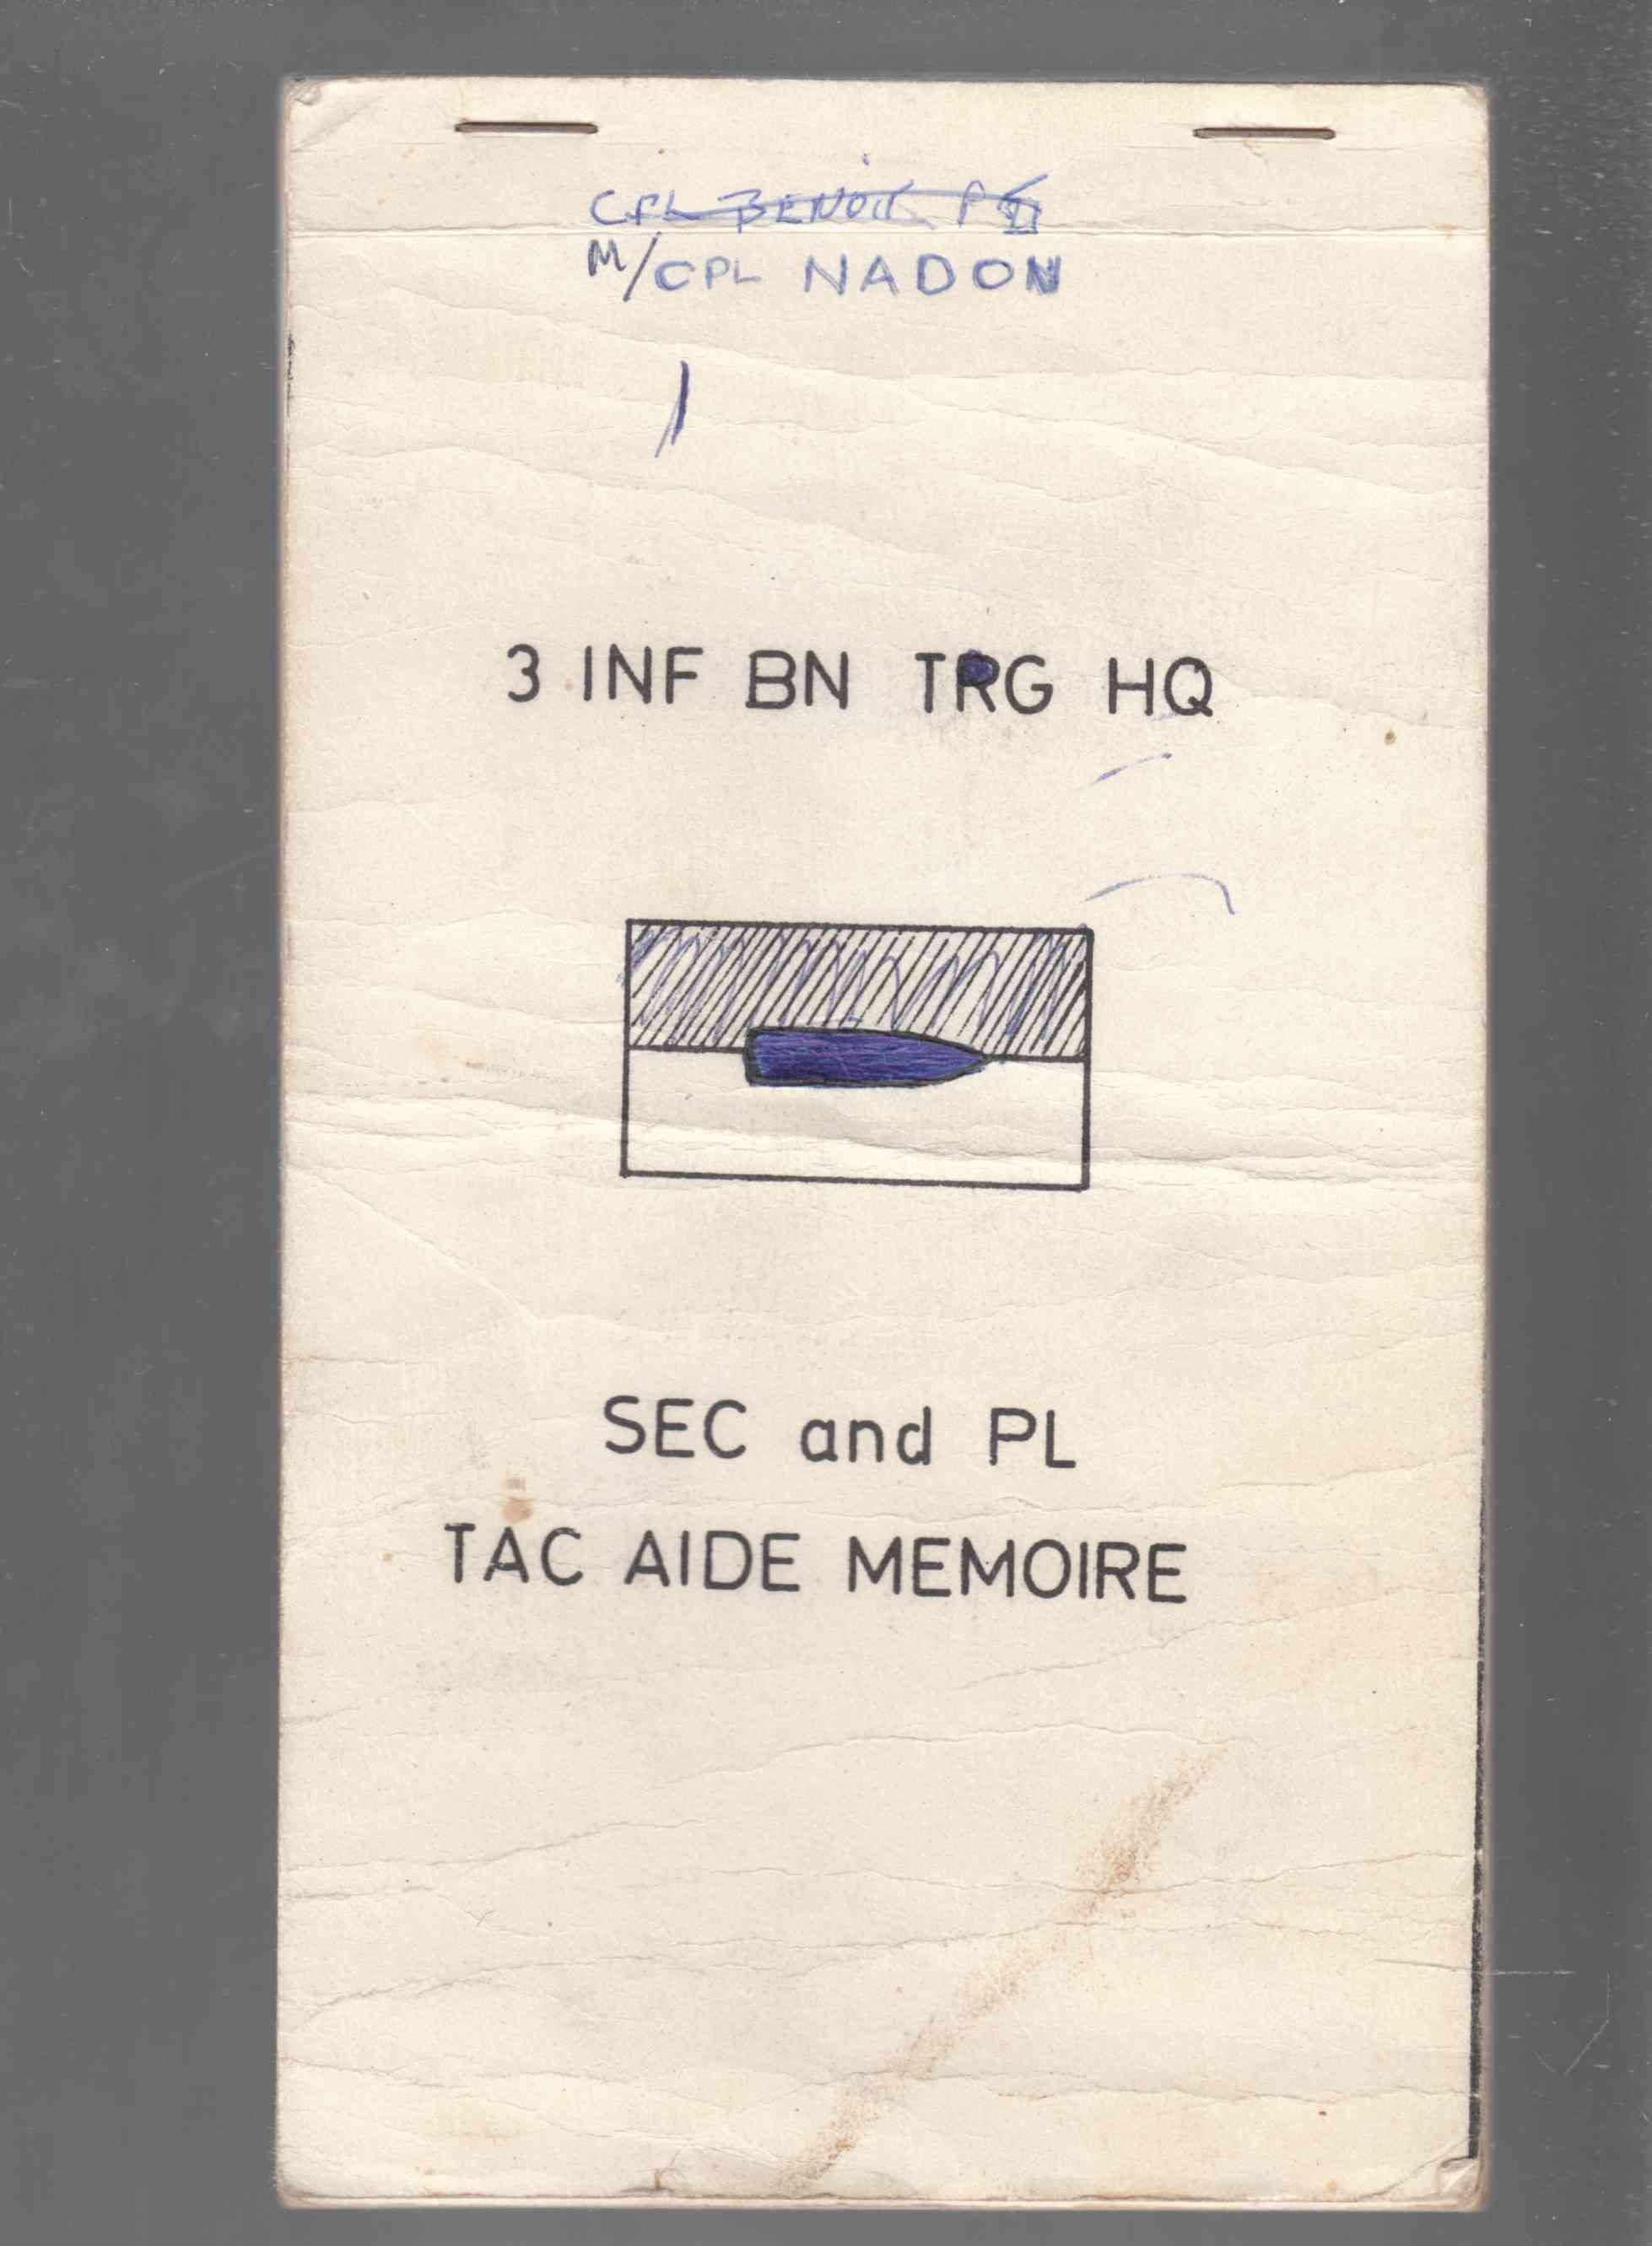 CPL BENOIT P
M/CPL NADON
3 INF BN TRG HQ
SEC and PL
TAC AIDE MEMOIRE